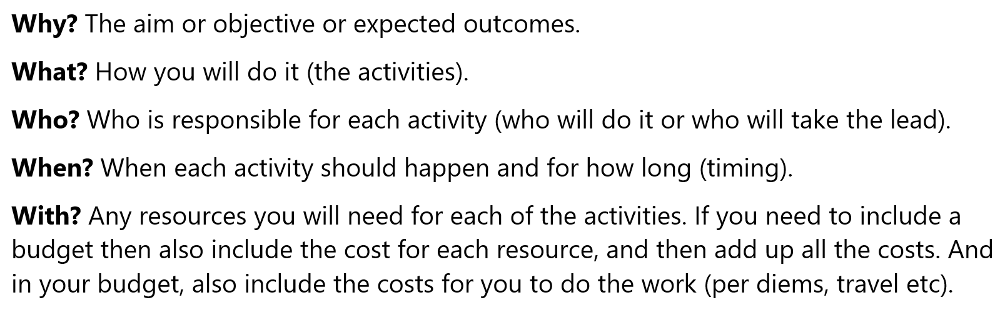 Why? The aim or objective or expected outcomes.
What? How you will do it (the activities).
Who? Who is responsible for each activity (who will do it or who will take the lead).
When? When each activity should happen and for how long (timing).
With? Any resources you will need for each of the activities. If you need to include a
budget then also include the cost for each resource, and then add up all the costs. And
in your budget, also include the costs for you to do the work (per diems, travel etc).